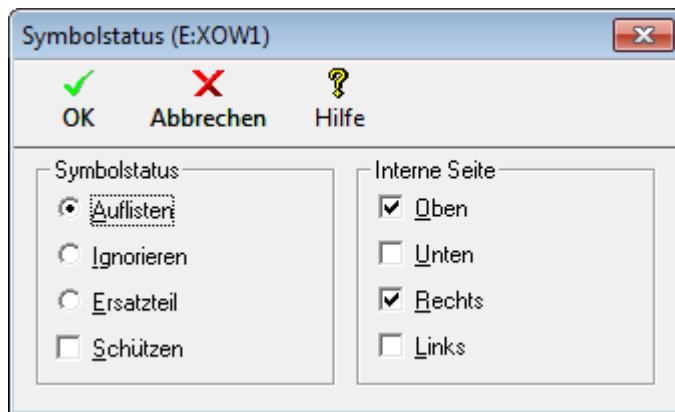 Symbolstatus (E:XOW1)
OK Abbrechen Hilfe
Symbolstatus
Auflisten
Ignorieren
Ersatzteil
Schützen
Interne Seite
Oben
Unten
Rechts
Links